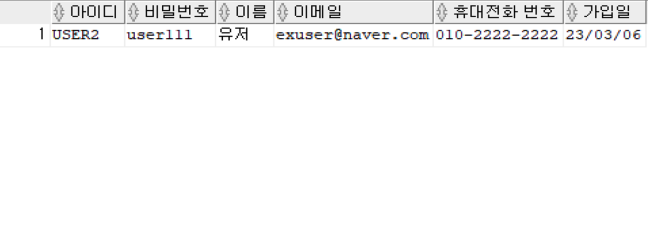 아이디 비밀번호 이름 이메일 휴대전화 번호 가입일
1 USER2 user111 유저 exuser@naver.com 010-2222-2222 23/03/06